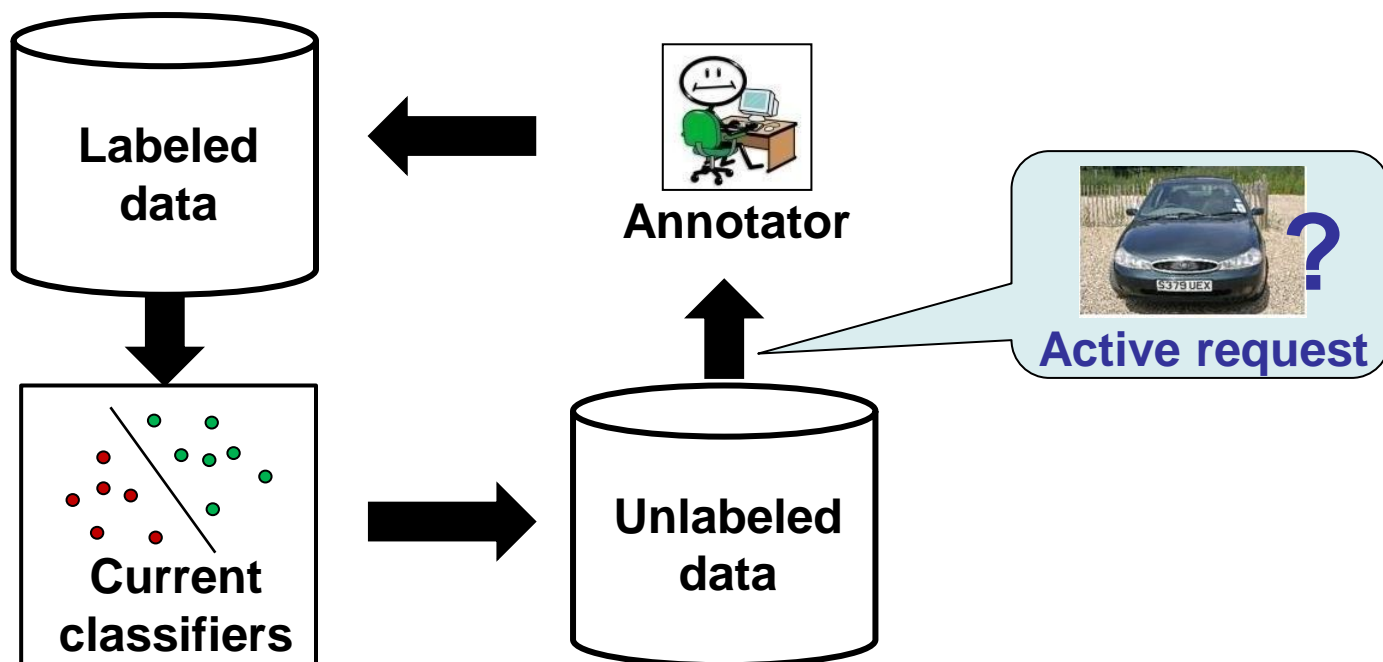 Labeled
data
Annotator
?
S379 UEX
Active request
Current
classifiers
Unlabeled
data